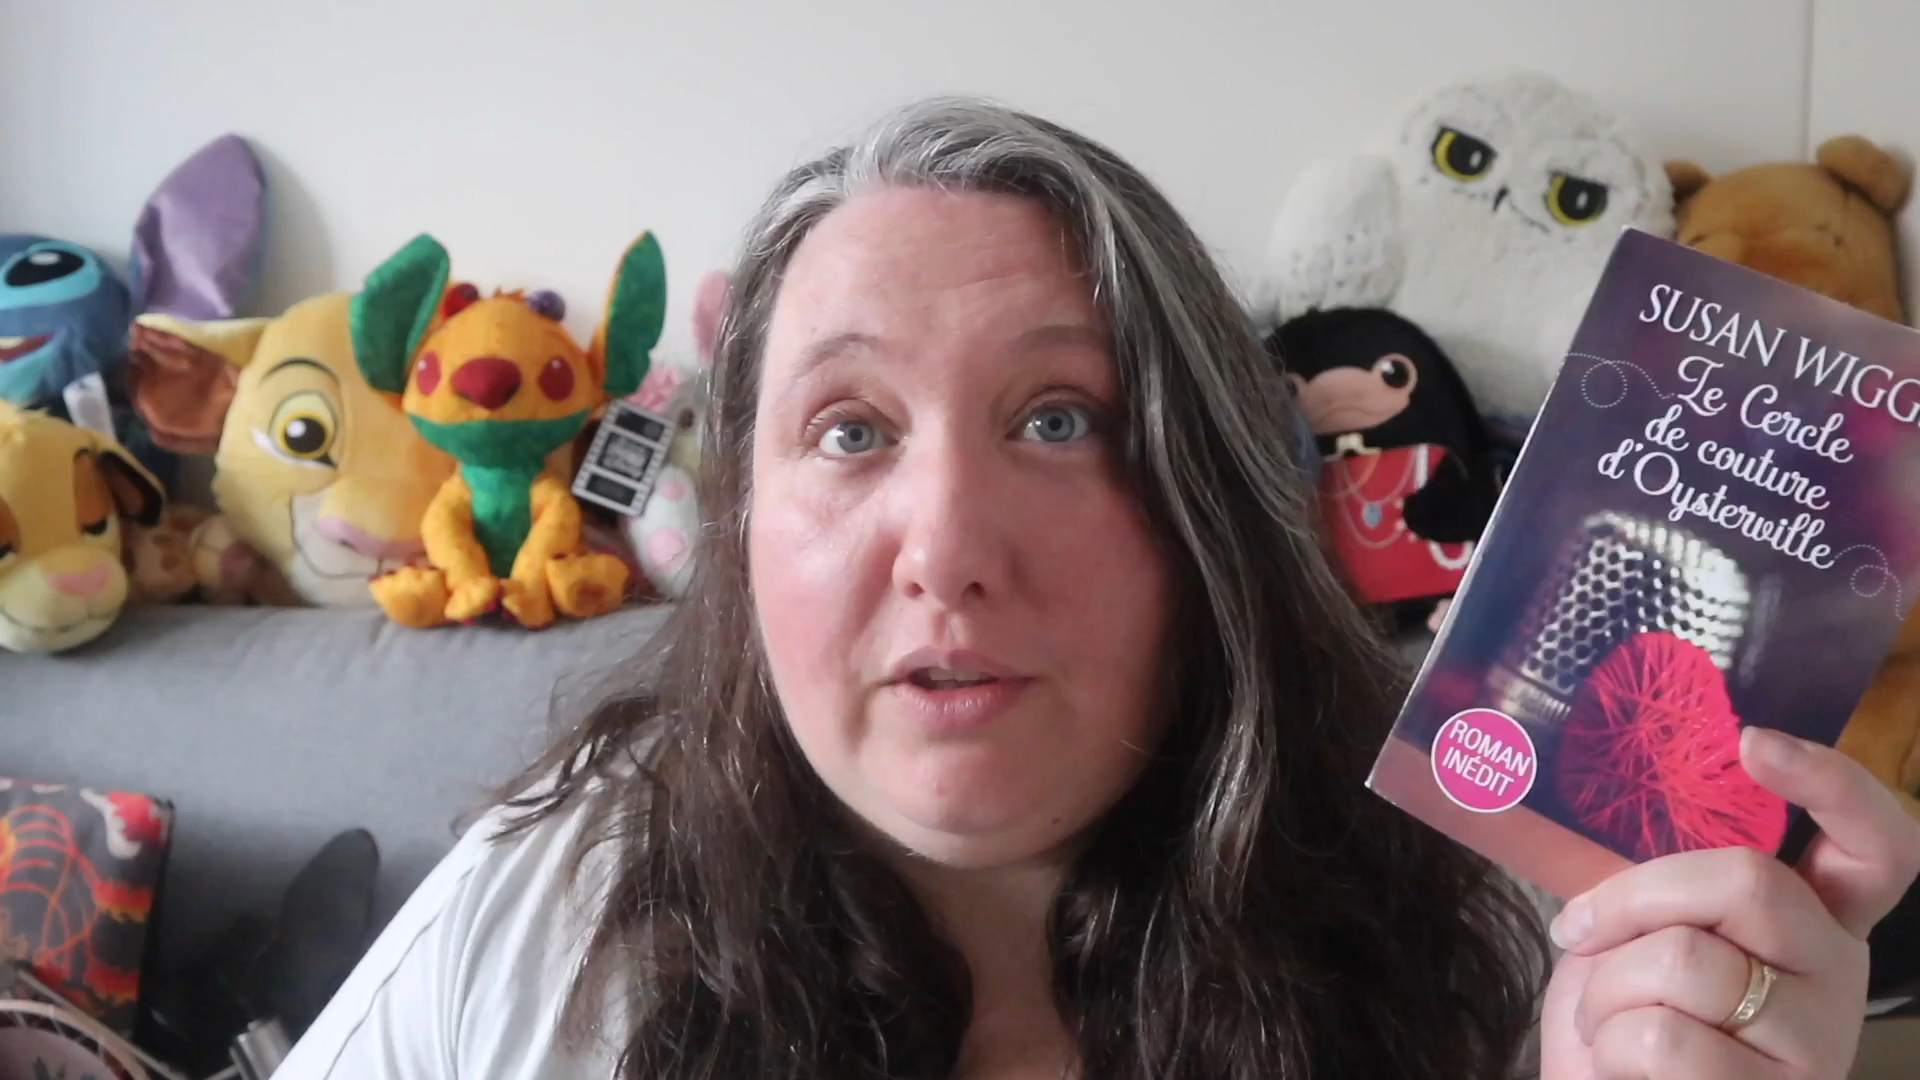 SUSAN WIGG
Le Cercle
de couture
d'Oysterville
ROMAN
INÉDIT